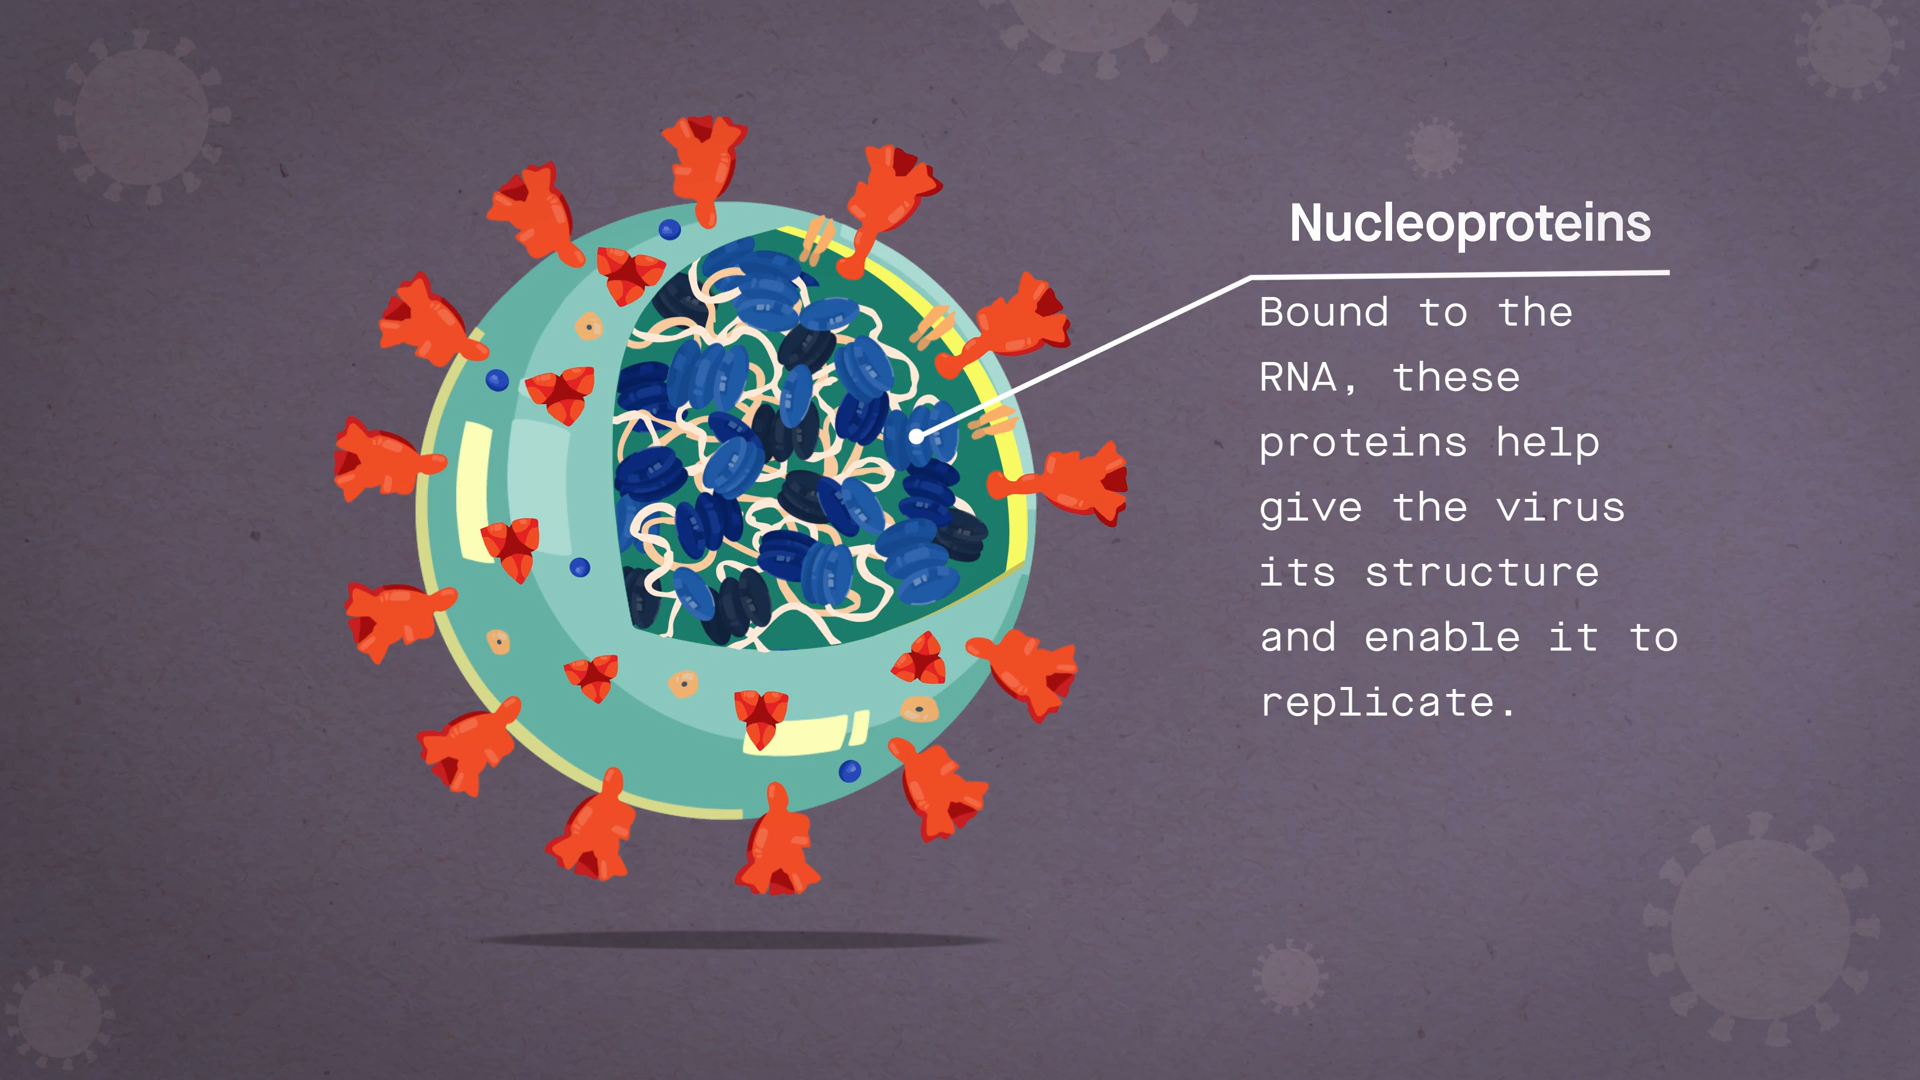 Nucleoproteins
Bound to the
RNA, these
proteins help
give the virus
its structure
and enable it to
replicate.